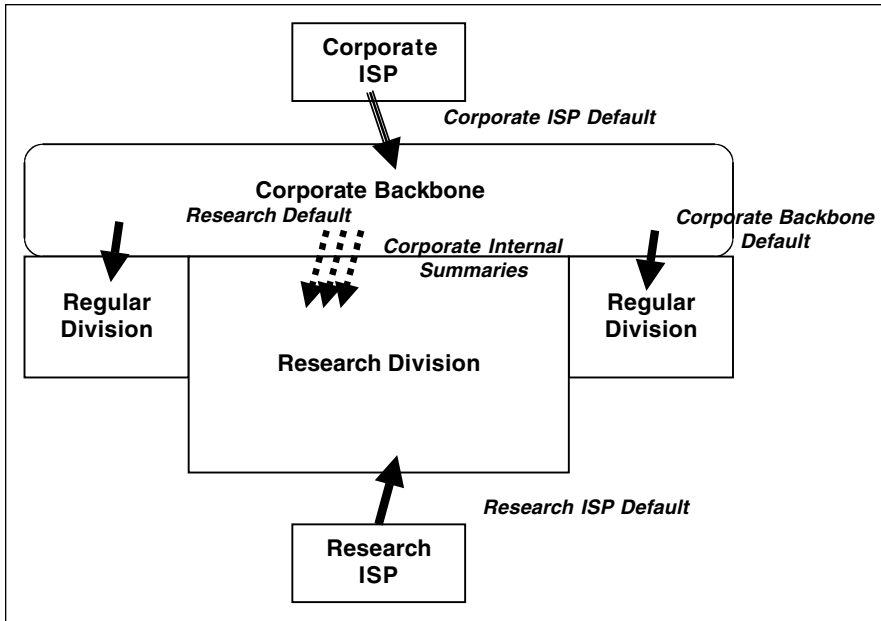 Corporate
ISP
Corporate ISP Default
Corporate Backbone
Research Default
Corporate Backbone
Default
Corporate Internal
Summaries
Regular
Division
Regular
Division
Research Division
Research ISP Default
Research
ISP